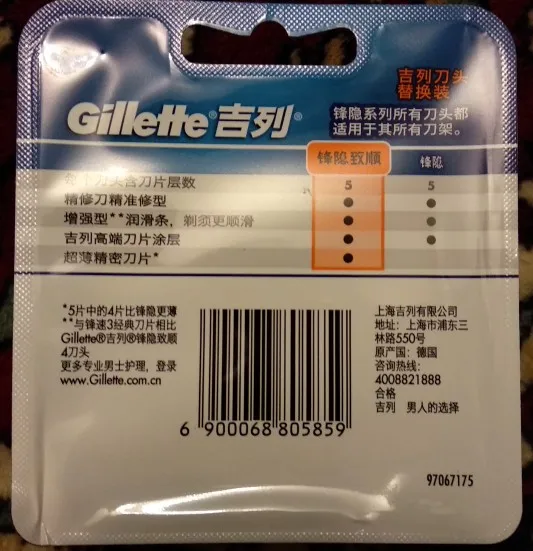 吉列刀头
替换装
Gillette®吉列®
锋隐系列所有刀头都
适用于其所有刀架。
锋隐致顺 锋隐
刀头含刀片层数 5 5
精修刀精准修型 ● ●
增强型**润滑条，剃须更顺滑 ● ●
吉列高端刀片涂层 ● ●
超薄精密刀片* ●
*5片中的4片比锋隐更薄
**与锋速3经典刀片相比
Gillette®吉列®锋隐致顺
4刀头
更多专业男士护理，登录
www.Gillette.com.cn
6 900068 805859
上海吉列有限公司
地址：上海市浦东三
林路550号
原产国：德国
咨询热线：
4008821888
合格
吉列 男人的选择
97067175